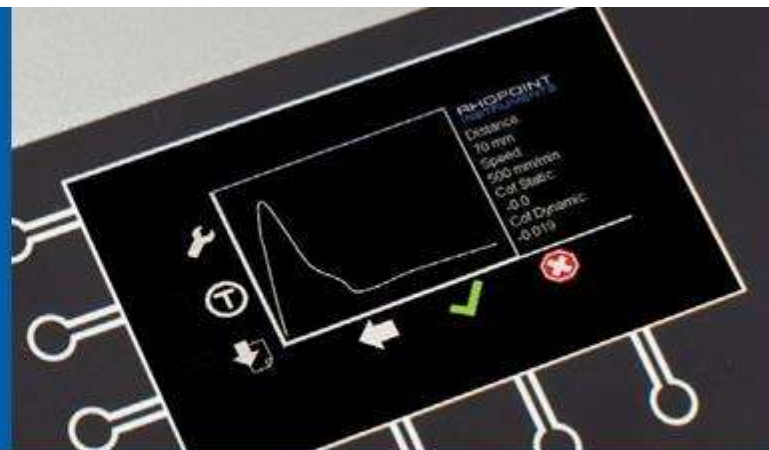 RHOPOINT
INSTRUMENTS
Distance:
70 mm
Speed:
500 mm/min
Cof Static:
-0.0
Cof Dynamic:
-0.019
T